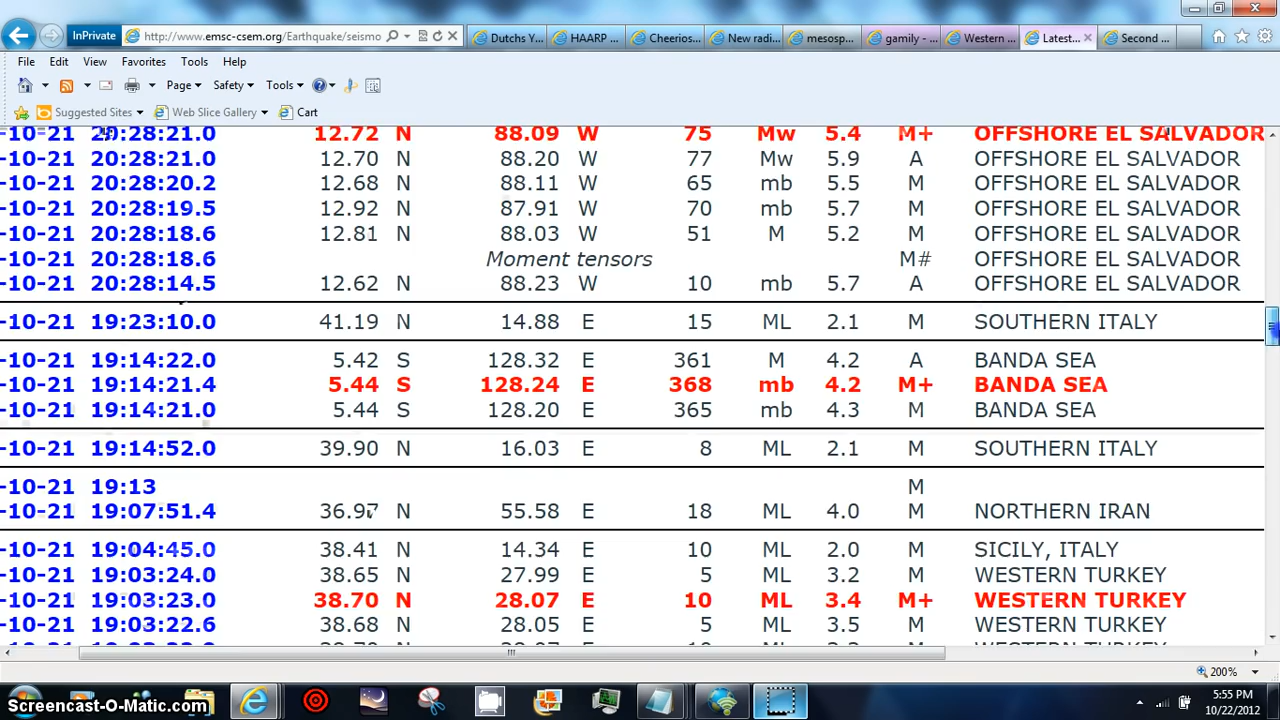 InPrivate http://www.emsc-csem.org/Earthquake/seismo Dutchs Y... HAARP ... Cheerios... New radi... mesosp... gamily - ... Western ... Latest... Second ...
File Edit View Favorites Tools Help
Page Safety Tools
Suggested Sites Web Slice Gallery Cart
-10-21 20:28:21.0 12.72 N 88.09 W 75 Mw 5.4 M+ OFFSHORE EL SALVADOR
-10-21 20:28:21.0 12.70 N 88.20 W 77 Mw 5.9 A OFFSHORE EL SALVADOR
-10-21 20:28:20.2 12.68 N 88.11 W 65 mb 5.5 M OFFSHORE EL SALVADOR
-10-21 20:28:19.5 12.92 N 87.91 W 70 mb 5.7 M OFFSHORE EL SALVADOR
-10-21 20:28:18.6 12.81 N 88.03 W 51 M 5.2 M OFFSHORE EL SALVADOR
-10-21 20:28:18.6 Moment tensors M# OFFSHORE EL SALVADOR
-10-21 20:28:14.5 12.62 N 88.23 W 10 mb 5.7 A OFFSHORE EL SALVADOR
-10-21 19:23:10.0 41.19 N 14.88 E 15 ML 2.1 M SOUTHERN ITALY
-10-21 19:14:22.0 5.42 S 128.32 E 361 M 4.2 A BANDA SEA
-10-21 19:14:21.4 5.44 S 128.24 E 368 mb 4.2 M+ BANDA SEA
-10-21 19:14:21.0 5.44 S 128.20 E 365 mb 4.3 M BANDA SEA
-10-21 19:14:52.0 39.90 N 16.03 E 8 ML 2.1 M SOUTHERN ITALY
-10-21 19:13 M
-10-21 19:07:51.4 36.97 N 55.58 E 18 ML 4.0 M NORTHERN IRAN
-10-21 19:04:45.0 38.41 N 14.34 E 10 ML 2.0 M SICILY, ITALY
-10-21 19:03:24.0 38.65 N 27.99 E 5 ML 3.2 M WESTERN TURKEY
-10-21 19:03:23.0 38.70 N 28.07 E 10 ML 3.4 M+ WESTERN TURKEY
-10-21 19:03:22.6 38.68 N 28.05 E 5 ML 3.5 M WESTERN TURKEY
200%
5:55 PM
10/22/2012
Screencast-O-Matic.com